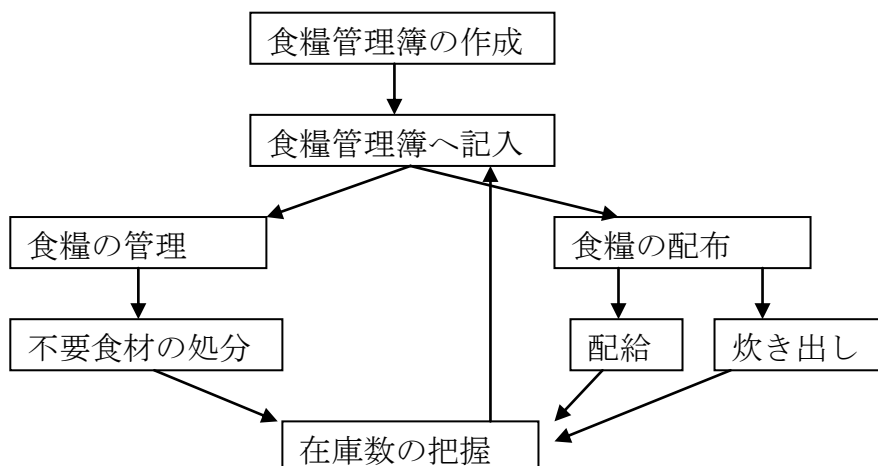 食糧管理簿の作成
食糧管理簿へ記入
食糧の管理
食糧の配布
不要食材の処分
配給
炊き出し
在庫数の把握